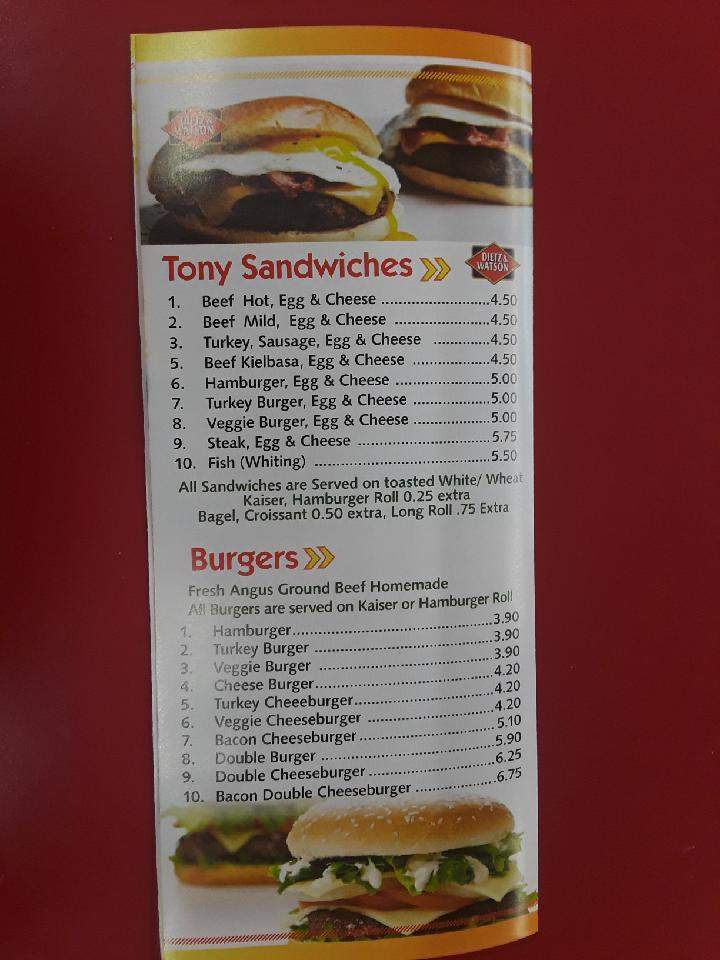 DIETZ &
WATSON
Tony Sandwiches
DIETZ &
WATSON
1. Beef Hot, Egg & Cheese ..........................4.50
2. Beef Mild, Egg & Cheese .......................4.50
3. Turkey, Sausage, Egg & Cheese ..............4.50
5. Beef Kielbasa, Egg & Cheese ...................4.50
6. Hamburger, Egg & Cheese .......................5.00
7. Turkey Burger, Egg & Cheese ...................5.00
8. Veggie Burger, Egg & Cheese ...................5.00
9. Steak, Egg & Cheese ................................5.75
10. Fish (Whiting) ..........................................5.50
All Sandwiches are Served on toasted White/ Wheat
Kaiser, Hamburger Roll 0.25 extra
Bagel, Croissant 0.50 extra, Long Roll .75 Extra
Burgers
Fresh Angus Ground Beef Homemade
All Burgers are served on Kaiser or Hamburger Roll
1. Hamburger................................................3.90
2. Turkey Burger ...........................................3.90
3. Veggie Burger ..........................................3.90
4. Cheese Burger...........................................4.20
5. Turkey Cheeeburger..................................4.20
6. Veggie Cheeseburger ...............................4.20
7. Bacon Cheeseburger .................................5.10
8. Double Burger ..........................................5.90
9. Double Cheeseburger ...............................6.25
10. Bacon Double Cheeseburger ....................6.75